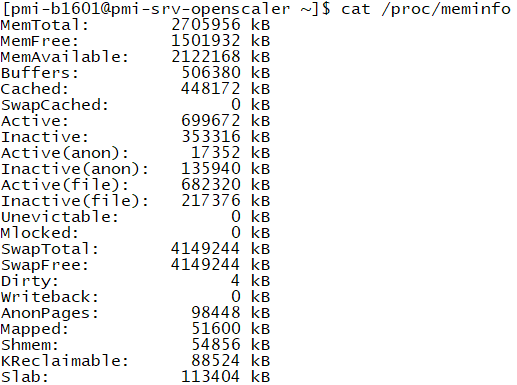 [pmi-b1601@pmi-srv-openscaler ~]$ cat /proc/meminfo
MemTotal:        2705956 kB
MemFree:         1501932 kB
MemAvailable:    2122168 kB
Buffers:          506380 kB
Cached:           448172 kB
SwapCached:            0 kB
Active:           699672 kB
Inactive:         353316 kB
Active(anon):      17352 kB
Inactive(anon):   135940 kB
Active(file):     682320 kB
Inactive(file):   217376 kB
Unevictable:           0 kB
Mlocked:               0 kB
SwapTotal:       4149244 kB
SwapFree:        4149244 kB
Dirty:                 4 kB
Writeback:             0 kB
AnonPages:         98448 kB
Mapped:            51600 kB
Shmem:             54856 kB
KReclaimable:      88524 kB
Slab:             113404 kB